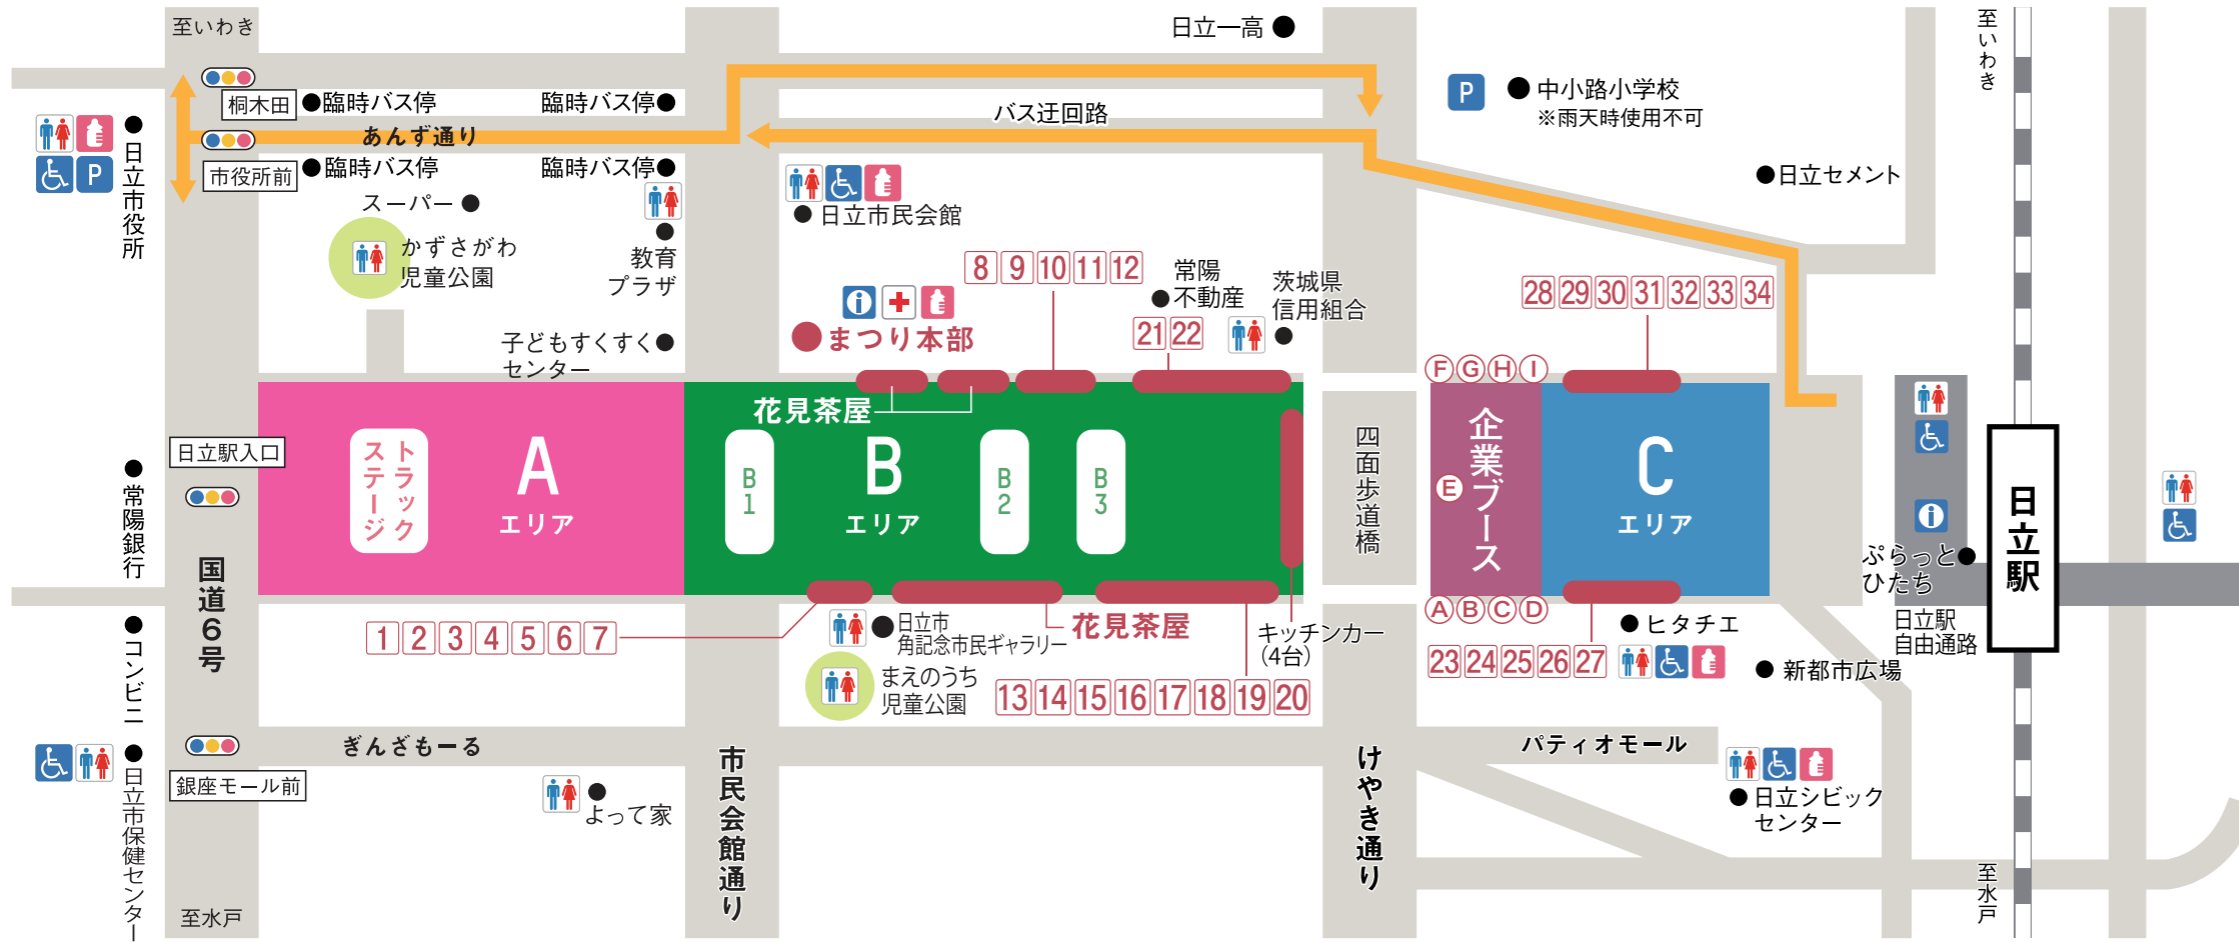 至いわき
日立一高
至いわき
桐木田
臨時バス停
臨時バス停
バス迂回路
P
中小路小学校
※雨天時使用不可
あんず通り
市役所前
臨時バス停
臨時バス停
P
日立市役所
日立セメント
スーパー
日立市民会館
かずさがわ
児童公園
教育
プラザ
8 9 10 11 12
常陽
不動産
茨城県
信用組合
28 29 30 31 32 33 34
まつり本部
21 22
子どもすくすく
センター
F G H I
花見茶屋
日立駅入口
トラック
ステージ
A
エリア
B1
B
エリア
B2
B3
四面歩道橋
E
企業ブース
C
エリア
常陽銀行
日立駅
ぷらっと
ひたち
国道6号
A B C D
1 2 3 4 5 6 7
日立市
角記念市民ギャラリー
花見茶屋
キッチンカー
(4台)
ヒタチエ
日立駅
自由通路
コンビニ
まえのうち
児童公園
13 14 15 16 17 18 19 20
23 24 25 26 27
新都市広場
ぎんざもーる
パティオモール
銀座モール前
よって家
市民会館通り
けやき通り
日立シビック
センター
日立市保健センター
至水戸
至水戸